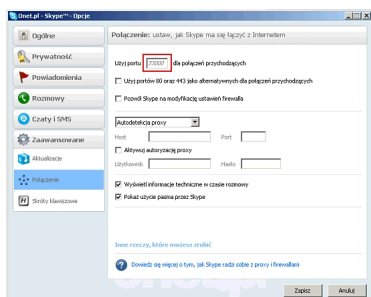 Onet.pl - Skype™ - Opcje
Ogólne
Prywatność
Powiadomienia
Rozmowy
Czaty i SMS
Zaawansowane
Aktualizacje
Połączenie
Skróty klawiszowe
Połączenie: ustaw, jak Skype ma się łączyć z Internetem
Użyj portu 33000 dla połączeń przychodzących
Użyj portów 80 oraz 443 jako alternatywnych dla połączeń przychodzących
Pozwól Skype na modyfikację ustawień firewalla
Autodetekcja proxy
Host Port
Aktywuj autoryzację proxy
Użytkownik Hasło
Wyświetl informacje techniczne w czasie rozmowy
Pokaż użycie pasma przez Skype
Inne rzeczy, które możesz zrobić
Dowiedz się więcej o tym, jak Skype radzi sobie z proxy i firewallami
Zapisz Anuluj